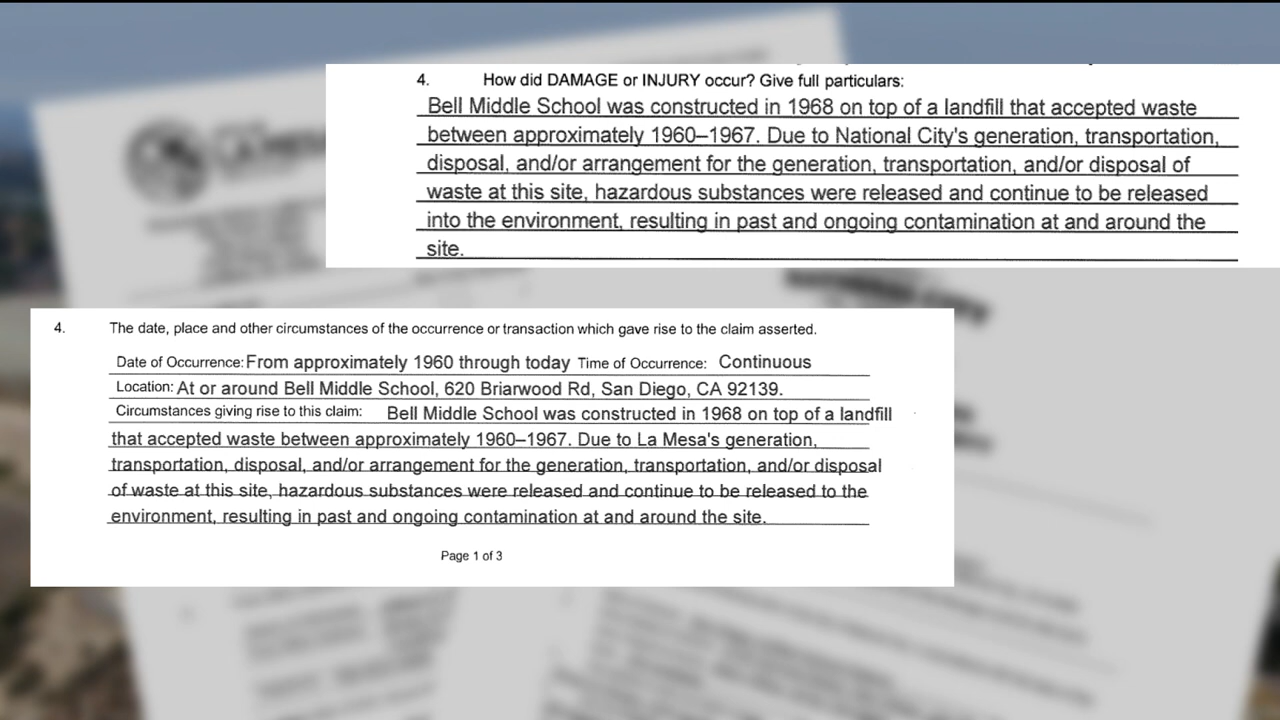 4. How did DAMAGE or INJURY occur? Give full particulars:
Bell Middle School was constructed in 1968 on top of a landfill that accepted waste
between approximately 1960–1967. Due to National City's generation, transportation,
disposal, and/or arrangement for the generation, transportation, and/or disposal of
waste at this site, hazardous substances were released and continue to be released
into the environment, resulting in past and ongoing contamination at and around the
site.
4. The date, place and other circumstances of the occurrence or transaction which gave rise to the claim asserted.
Date of Occurrence: From approximately 1960 through today Time of Occurrence: Continuous
Location: At or around Bell Middle School, 620 Briarwood Rd, San Diego, CA 92139.
Circumstances giving rise to this claim: Bell Middle School was constructed in 1968 on top of a landfill
that accepted waste between approximately 1960–1967. Due to La Mesa's generation,
transportation, disposal, and/or arrangement for the generation, transportation, and/or disposal
of waste at this site, hazardous substances were released and continue to be released to the
environment, resulting in past and ongoing contamination at and around the site.
Page 1 of 3